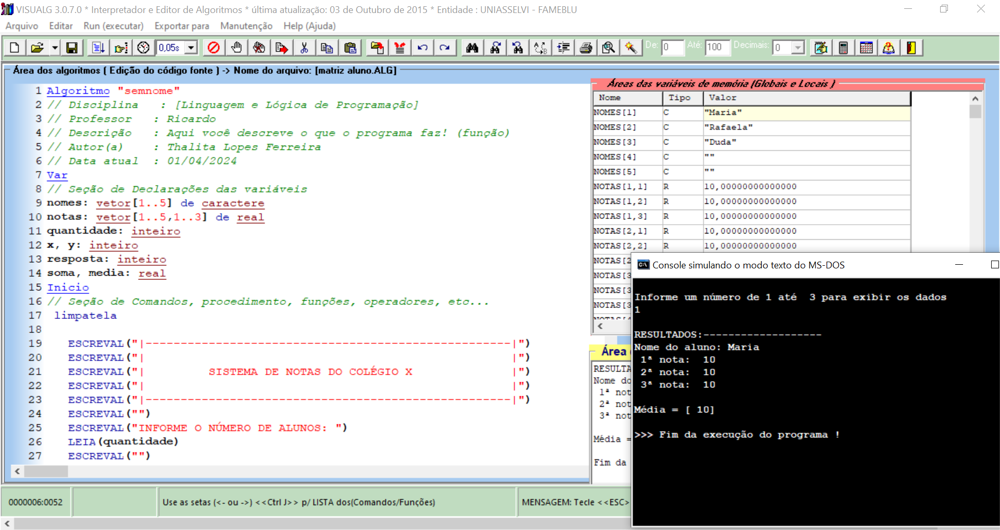 VISUALG 3.0.7.0 * Interpretador e Editor de Algoritmos * última atualização: 03 de Outubro de 2015 * Entidade : UNIASSELVI - FAMEBLU
Arquivo Editar Run (executar) Exportar para Manutenção Help (Ajuda)
0,05s De: 0 Até: 100 Decimais: 0
Área dos algoritmos ( Edição do código fonte ) -> Nome do arquivo: [matriz aluno.ALG]
1 Algoritmo "semnome"
2 // Disciplina   : [Linguagem e Lógica de Programação]
3 // Professor   : Ricardo
4 // Descrição   : Aqui você descreve o que o programa faz! (função)
5 // Autor(a)    : Thalita Lopes Ferreira
6 // Data atual  : 01/04/2024
7 Var
8 // Seção de Declarações das variáveis
9 nomes: vetor[1..5] de caractere
10 notas: vetor[1..5,1..3] de real
11 quantidade: inteiro
12 x, y: inteiro
13 resposta: inteiro
14 soma, media: real
15 Inicio
16 // Seção de Comandos, procedimento, funções, operadores, etc...
17  limpatela
18
19    ESCREVAL("|----------------------------------------------------|")
20    ESCREVAL("|                                                    |")
21    ESCREVAL("|         SISTEMA DE NOTAS DO COLÉGIO X              |")
22    ESCREVAL("|                                                    |")
23    ESCREVAL("|----------------------------------------------------|")
24    ESCREVAL("")
25    ESCREVAL("INFORME O NÚMERO DE ALUNOS: ")
26    LEIA(quantidade)
27    ESCREVAL("")
Áreas das variáveis de memória (Globais e Locais )
Nome Tipo Valor
NOMES[1] C "Maria"
NOMES[2] C "Rafaela"
NOMES[3] C "Duda"
NOMES[4] C ""
NOMES[5] C ""
NOTAS[1,1] R 10,00000000000000
NOTAS[1,2] R 10,00000000000000
NOTAS[1,3] R 10,00000000000000
NOTAS[2,1] R 10,00000000000000
NOTAS[2,2] R 10,00000000000000
NOTAS[2
NOTAS[3
NOTAS[3
NOTAS[3
Área
RESULTA
Nome do
1ª not
2ª not
3ª not
Média =
Fim da
Console simulando o modo texto do MS-DOS
Informe um número de 1 até  3 para exibir os dados
1
RESULTADOS:-------------------
Nome do aluno: Maria
1ª nota:  10
2ª nota:  10
3ª nota:  10
Média = [ 10]
>>> Fim da execução do programa !
0000006:0052 Use as setas (<- ou ->) <<Ctrl J>> p/ LISTA dos(Comandos/Funções) MENSAGEM: Tecle <<ESC>